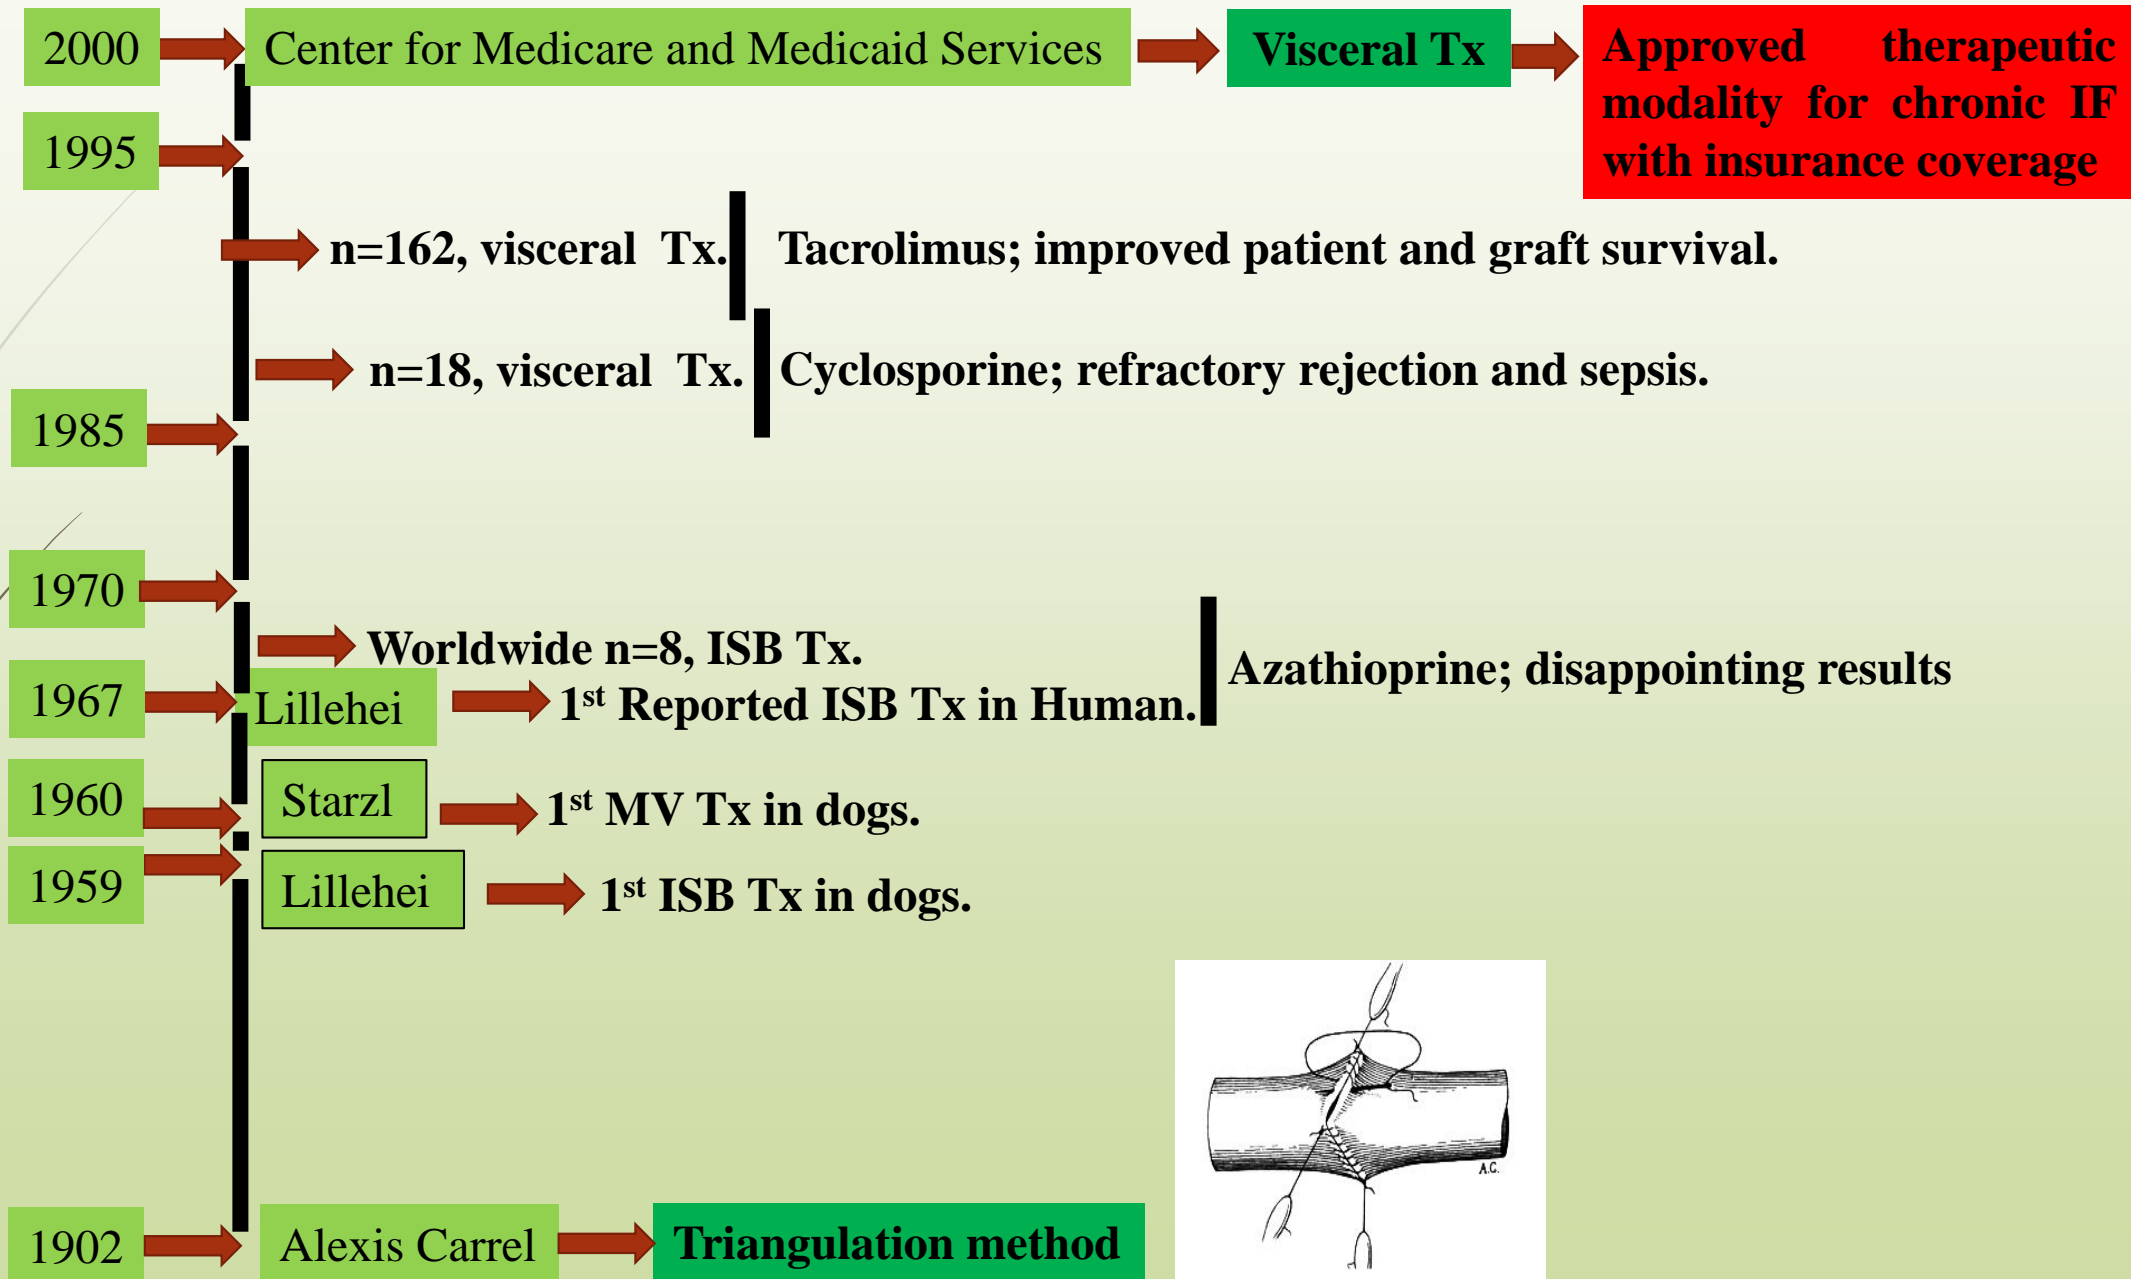 2000
Center for Medicare and Medicaid Services
Visceral Tx
Approved therapeutic
modality for chronic IF
with insurance coverage
1995
n=162, visceral Tx.
Tacrolimus; improved patient and graft survival.
n=18, visceral Tx.
Cyclosporine; refractory rejection and sepsis.
1985
1970
Worldwide n=8, ISB Tx.
Azathioprine; disappointing results
1967
Lillehei
1st Reported ISB Tx in Human.
1960
Starzl
1st MV Tx in dogs.
1959
Lillehei
1st ISB Tx in dogs.
A.C.
1902
Alexis Carrel
Triangulation method